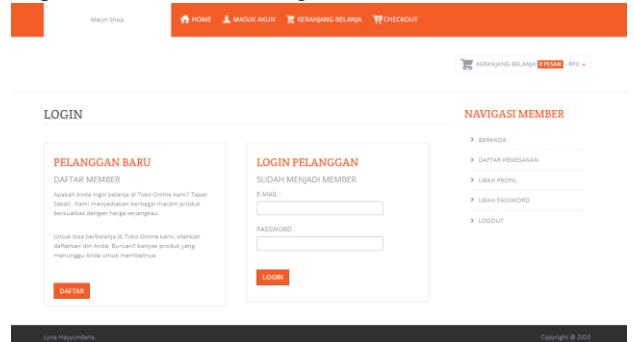 Melyn Shop
HOME MASUK AKUN KERANJANG BELANJA CHECKOUT
KERANJANG BELANJA 0 PESAN - RP0
LOGIN
PELANGGAN BARU
DAFTAR MEMBER
Apakah Anda ingin belanja di Toko Online kami? Tepat
Sekali.. Kami menyediakan berbagai macam produk
berkualitas dengan harga terjangkau.
Untuk bisa berbelanja di Toko Online kami, silahkan
daftarkan diri Anda. Buruan!! banyak produk yang
menunggu Anda untuk membelinya.
DAFTAR
LOGIN PELANGGAN
SUDAH MENJADI MEMBER
E-MAIL :
PASSWORD :
LOGIN
NAVIGASI MEMBER
BERANDA
DAFTAR PEMESANAN
UBAH PROFIL
UBAH PASSWORD
LOGOUT
Lyna Hayyundana.
Copyright @ 2020